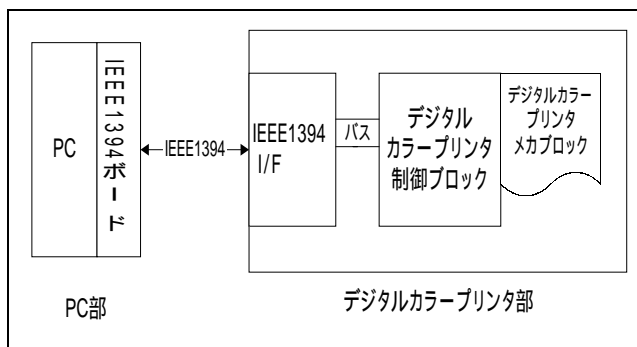 PC
IEEE1394ボード
IEEE1394
IEEE1394
I/F
バス
デジタル
カラープリンタ
制御ブロック
デジタルカラー
プリンタ
メカブロック
PC部
デジタルカラープリンタ部